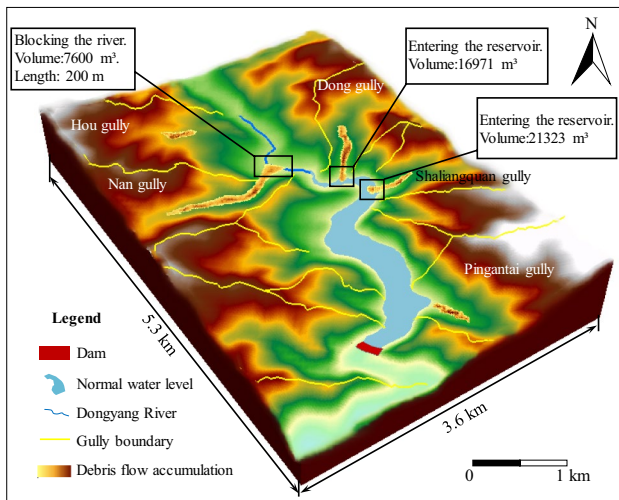 Blocking the river.
Volume:7600 m³.
Length: 200 m
Entering the reservoir.
Volume:16971 m³
N
Entering the reservoir.
Volume:21323 m³
Dong gully
Hou gully
Nan gully
Shaliangquan gully
Pingantai gully
5.3 km
3.6 km
Legend
Dam
Normal water level
Dongyang River
Gully boundary
Debris flow accumulation
0 1 km